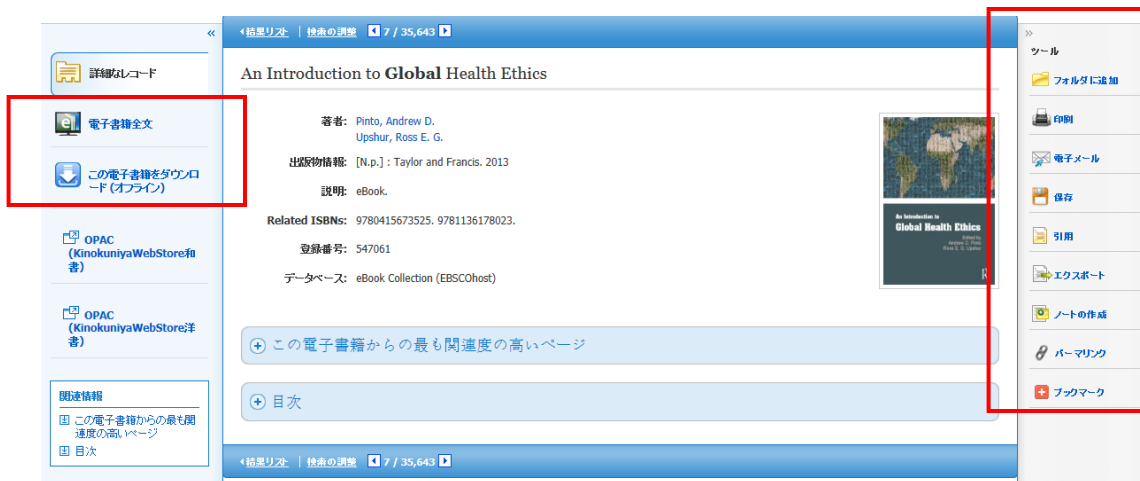 «
詳細なレコード
電子書籍全文
この電子書籍をダウンロ
ード (オフライン)
OPAC
(KinokuniyaWebStore和
書)
OPAC
(KinokuniyaWebStore洋
書)
関連情報
この電子書籍からの最も関
連度の高いページ
目次
結果リスト | 検索の調整 7 / 35,643
An Introduction to Global Health Ethics
著者: Pinto, Andrew D.
Upshur, Ross E. G.
出版物情報: [N.p.] : Taylor and Francis. 2013
説明: eBook.
Related ISBNs: 9780415673525. 9781136178023.
登録番号: 547061
データベース: eBook Collection (EBSCOhost)
An Introduction to
Global Health Ethics
Edited by
Andrew D. Pinto
Ross E. G. Upshur
この電子書籍からの最も関連度の高いページ
目次
結果リスト | 検索の調整 7 / 35,643
»
ツール
フォルダに追加
印刷
電子メール
保存
引用
エクスポート
ノートの作成
パーマリンク
ブックマーク